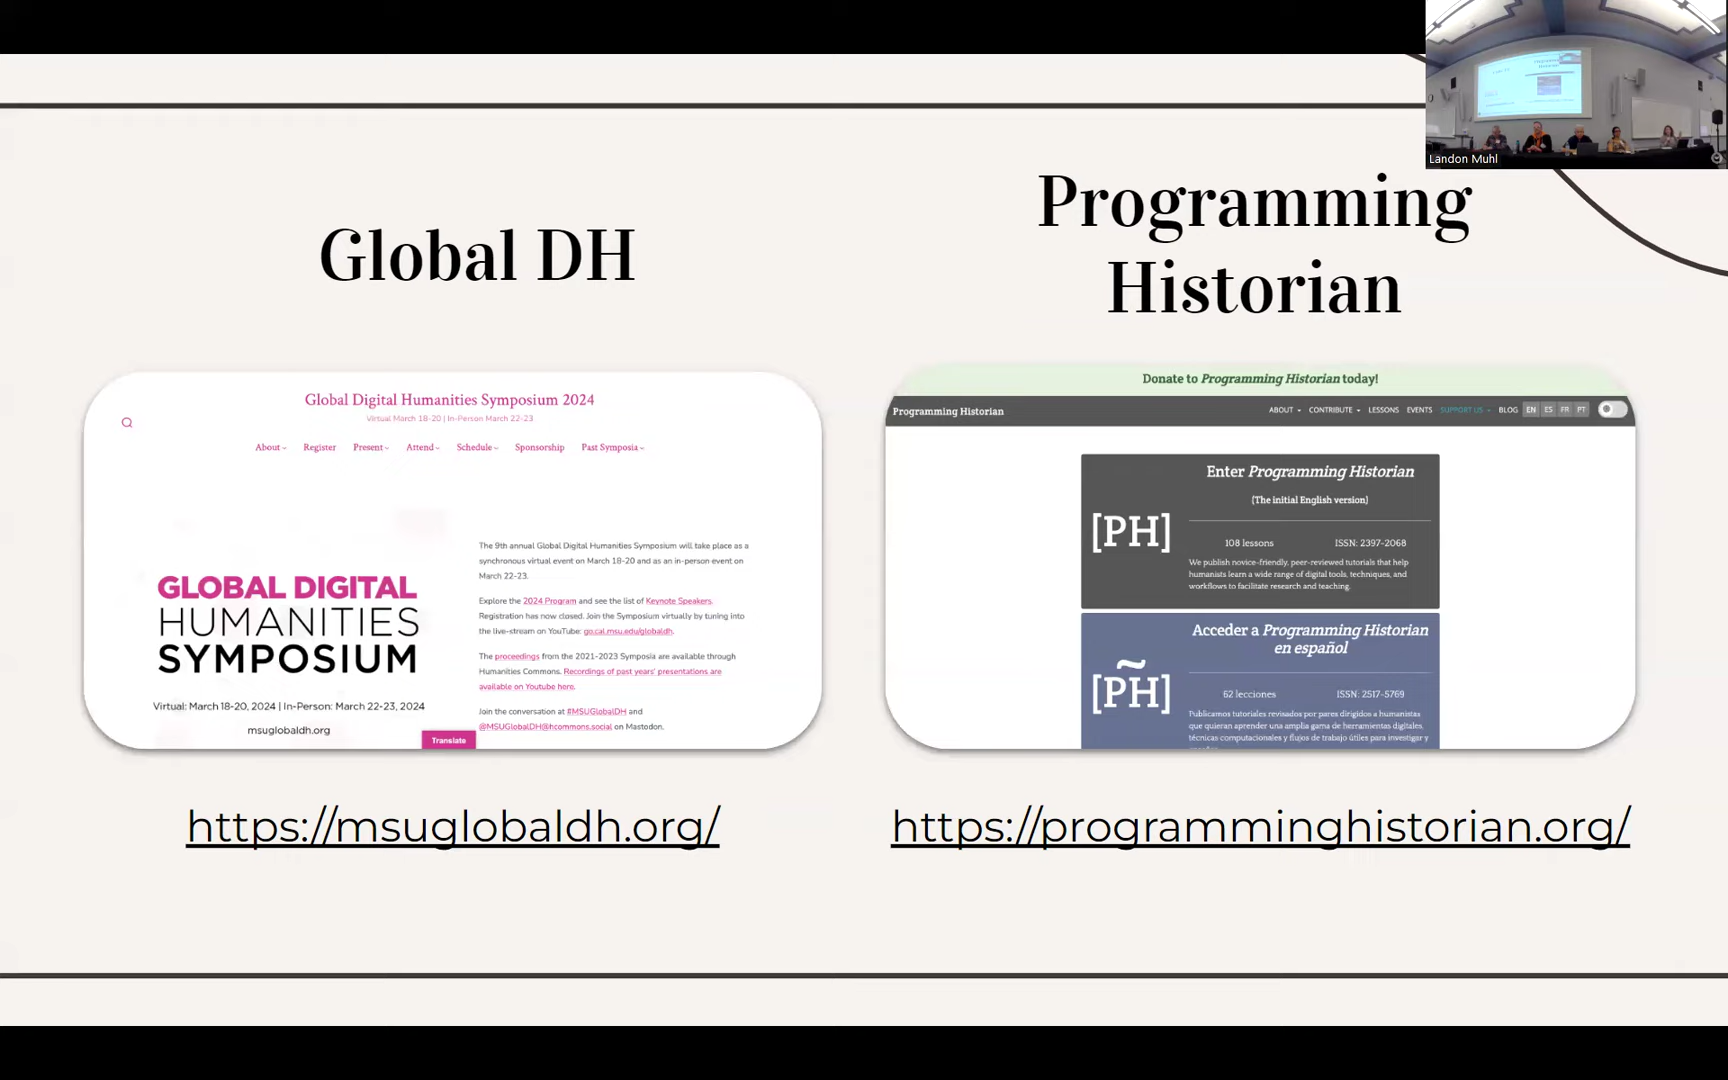 Landon Muhl
Global DH
Programming
Historian
Global Digital Humanities Symposium 2024
Virtual March 18-20 | In-Person March 22-23
About
Register
Present
Attend
Schedule
Sponsorship
Past Symposia
GLOBAL DIGITAL
HUMANITIES
SYMPOSIUM
Virtual: March 18-20, 2024 | In-Person: March 22-23, 2024
msuglobaldh.org
The 9th annual Global Digital Humanities Symposium will take place as a
synchronous virtual event on March 18-20 and as an in-person event on
March 22-23.
Explore the 2024 Program and see the list of Keynote Speakers.
Registration has now closed. Join the Symposium virtually by tuning into
the live-stream on YouTube: go.cal.msu.edu/globaldh.
The proceedings from the 2021-2023 Symposia are available through
Humanities Commons. Recordings of past years' presentations are
available on Youtube here.
Join the conversation at #MSUGlobalDH and
@MSUGlobalDH@hcommons.social on Mastodon.
Translate
https://msuglobaldh.org/
Donate to Programming Historian today!
Programming Historian
ABOUT
CONTRIBUTE
LESSONS
EVENTS
SUPPORT US
BLOG
EN
ES
FR
PT
Enter Programming Historian
(The initial English version)
[PH]
108 lessons
ISSN: 2397-2068
We publish novice-friendly, peer-reviewed tutorials that help
humanists learn a wide range of digital tools, techniques, and
workflows to facilitate research and teaching.
Acceder a Programming Historian
en español
[PH̃]
62 lecciones
ISSN: 2517-5769
Publicamos tutoriales revisados por pares dirigidos a humanistas
que quieran aprender una amplia gama de herramientas digitales,
técnicas computacionales y flujos de trabajo útiles para investigar y
https://programminghistorian.org/